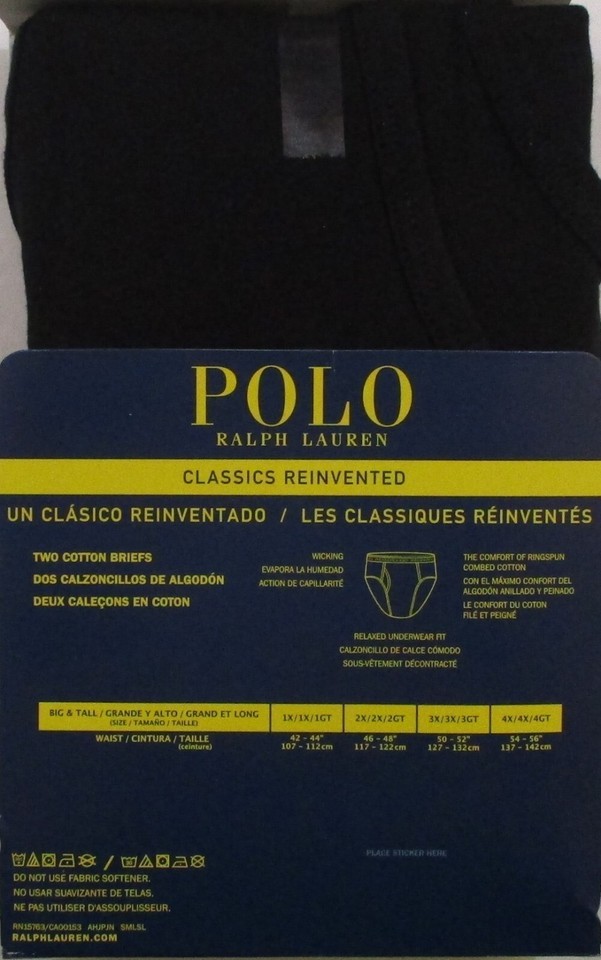 POLO
RALPH LAUREN
CLASSICS REINVENTED
UN CLÁSICO REINVENTADO / LES CLASSIQUES RÉINVENTÉS
TWO COTTON BRIEFS
DOS CALZONCILLOS DE ALGODÓN
DEUX CALEÇONS EN COTON
WICKING
EVAPORA LA HUMEDAD
ACTION DE CAPILLARITÉ
THE COMFORT OF RINGSPUN
COMBED COTTON
CON EL MÁXIMO CONFORT DEL
ALGODÓN ANILLADO Y PEINADO
LE CONFORT DU COTON
FILÉ ET PEIGNÉ
RELAXED UNDERWEAR FIT
CALZONCILLO DE CALCE CÓMODO
SOUS-VÊTEMENT DÉCONTRACTÉ
BIG & TALL / GRANDE Y ALTO / GRAND ET LONG
(SIZE / TAMAÑO / TAILLE)
1X/1X/1GT 2X/2X/2GT 3X/3X/3GT 4X/4X/4GT
WAIST / CINTURA / TAILLE
(ceinture)
42 - 44" 46 - 48" 50 - 52" 54 - 56"
107 - 112cm 117 - 122cm 127 - 132cm 137 - 142cm
PLACE STICKER HERE
DO NOT USE FABRIC SOFTENER.
NO USAR SUAVIZANTE DE TELAS.
NE PAS UTILISER D'ASSOUPLISSEUR.
RN15763/CA00153 AHJPJN SMLSL
RALPHLAUREN.COM